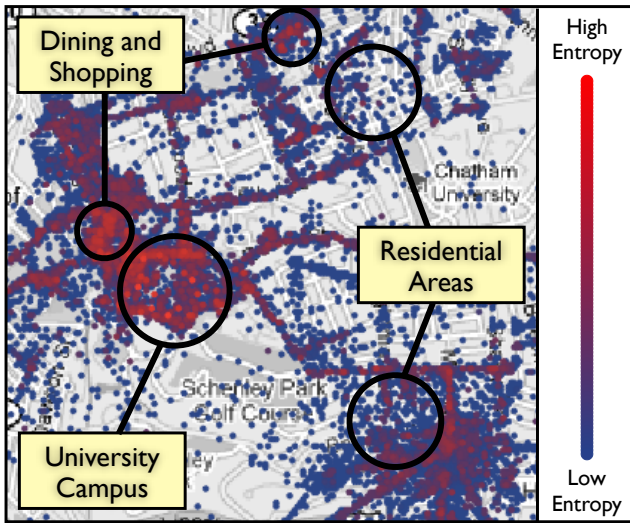 Dining and
Shopping
High
Entropy
Chatham
University
Residential
Areas
Schenley Park
Golf Course
University
Campus
Low
Entropy